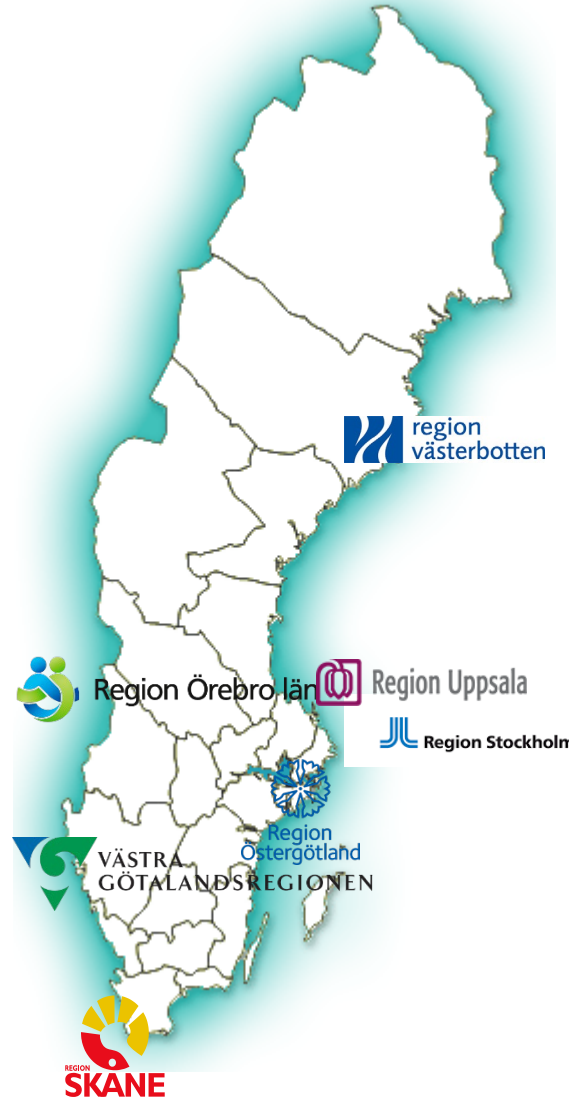 region
västerbotten
Region Örebro län
Region Uppsala
Region Stockholm
Region
Östergötland
VÄSTRA
GÖTALANDSREGIONEN
REGION
SKANE